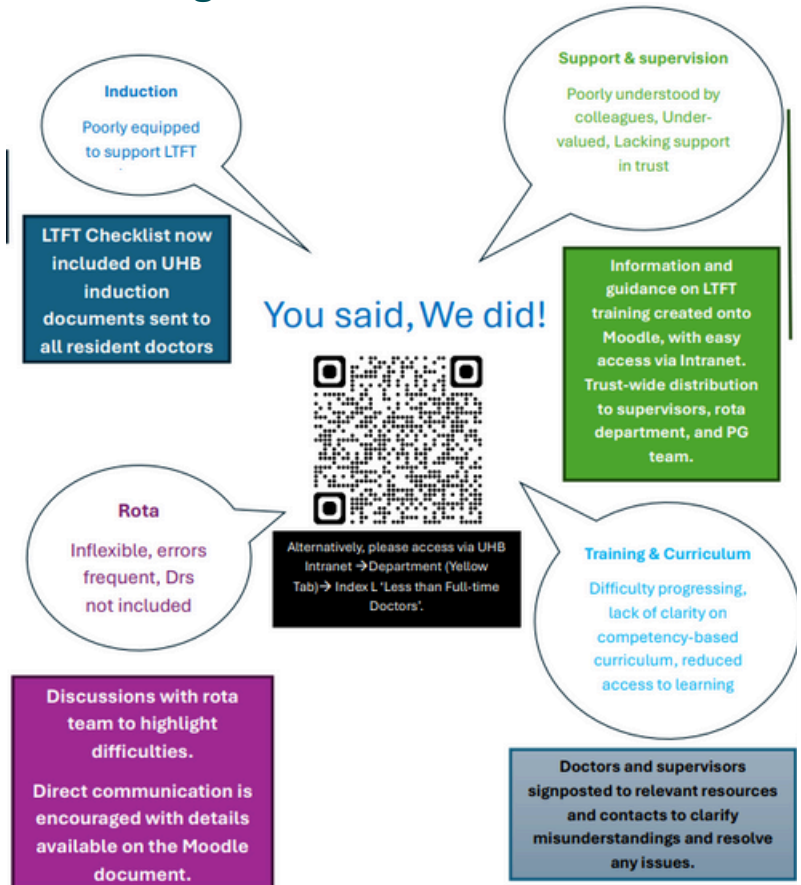 Induction
Poorly equipped
to support LTFT
Support & supervision
Poorly understood by
colleagues, Under-
valued, Lacking support
in trust
LTFT Checklist now
included on UHB
induction
documents sent to
all resident doctors
Information and
guidance on LTFT
training created onto
Moodle, with easy
access via Intranet.
Trust-wide distribution
to supervisors, rota
department, and PG
team.
You said, We did!
Rota
Inflexible, errors
frequent, Drs
not included
Alternatively, please access via UHB
Intranet →Department (Yellow
Tab)→ Index L ‘Less than Full-time
Doctors’.
Training & Curriculum
Difficulty progressing,
lack of clarity on
competency-based
curriculum, reduced
access to learning
Discussions with rota
team to highlight
difficulties.
Direct communication is
encouraged with details
available on the Moodle
document.
Doctors and supervisors
signposted to relevant resources
and contacts to clarify
misunderstandings and resolve
any issues.